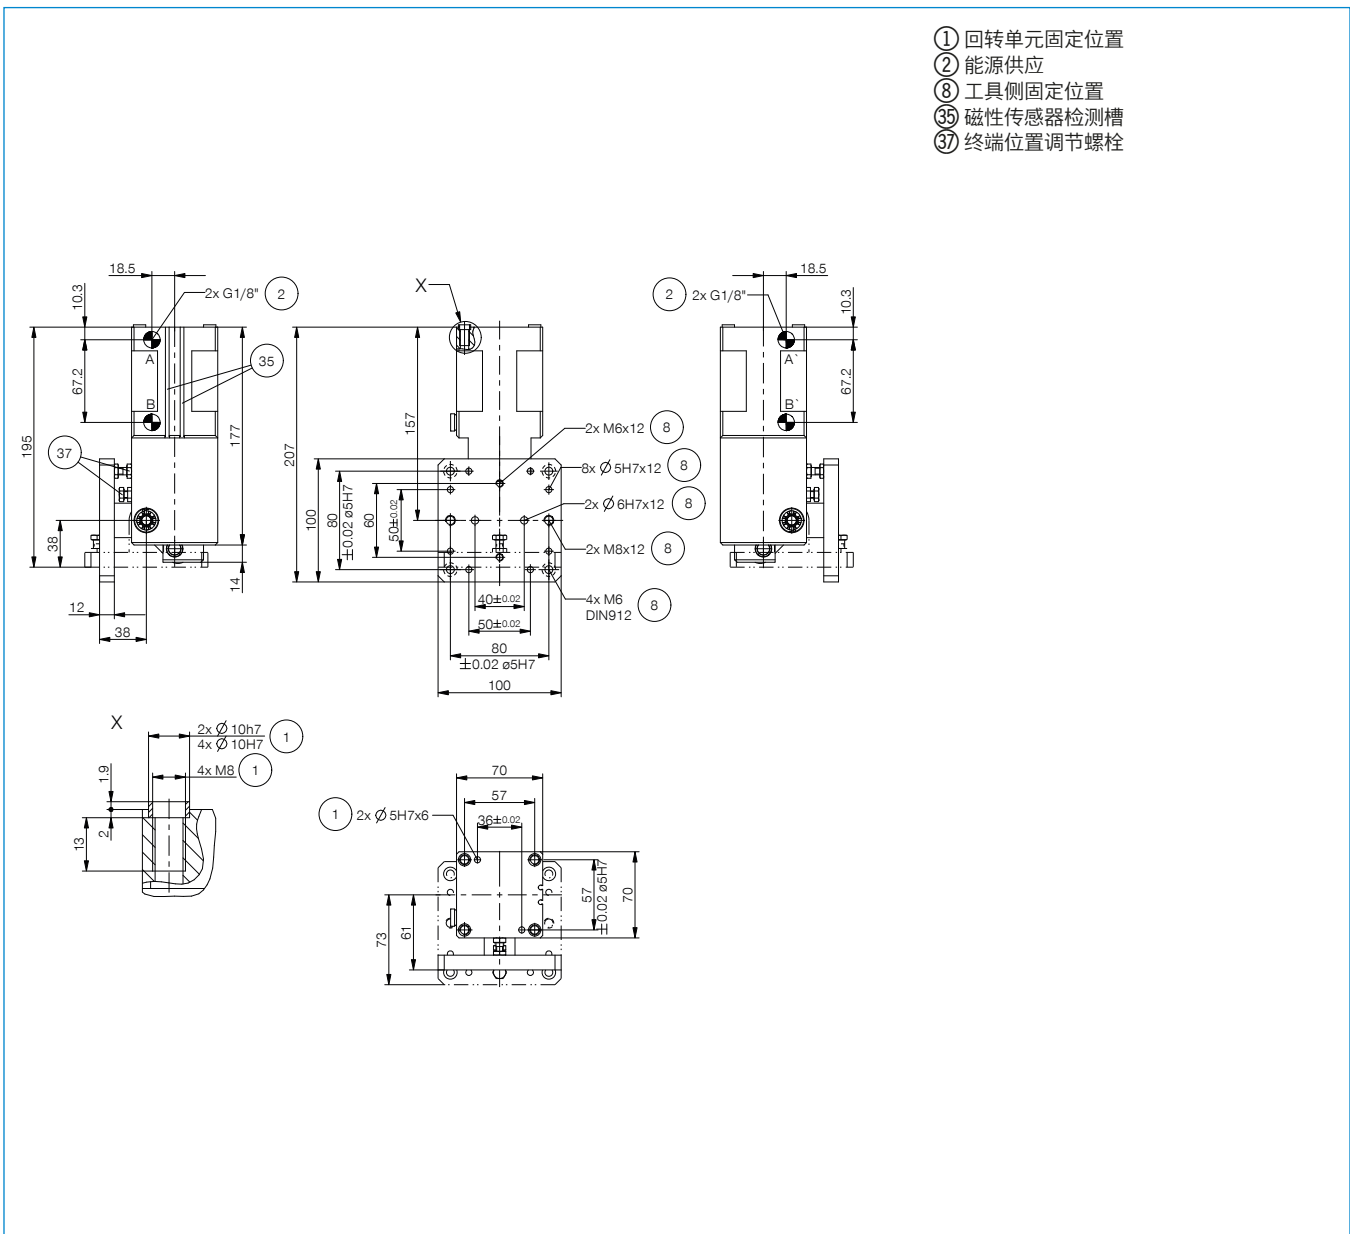 ① 回转单元固定位置
② 能源供应
⑧ 工具侧固定位置
㉟ 磁性传感器检测槽
㊲ 终端位置调节螺栓
18.5
10.3
2x G1/8" 2
A
35
67.2
B
195
177
37
38
14
12
38
X
157
207
2x M6x12 8
8x Ø 5H7x12 8
2x Ø 6H7x12 8
2x M8x12 8
4x M6 8
DIN912
100
80
±0.02 ø5H7
60
50±0.02
40±0.02
50±0.02
80
±0.02 ø5H7
100
18.5
2 2x G1/8"
10.3
A`
67.2
B`
X
2x Ø 10h7
4x Ø 10H7 1
4x M8 1
1.9
2
13
70
57
1 2x Ø 5H7x6
36±0.02
57
±0.02 ø5H7
70
73
61